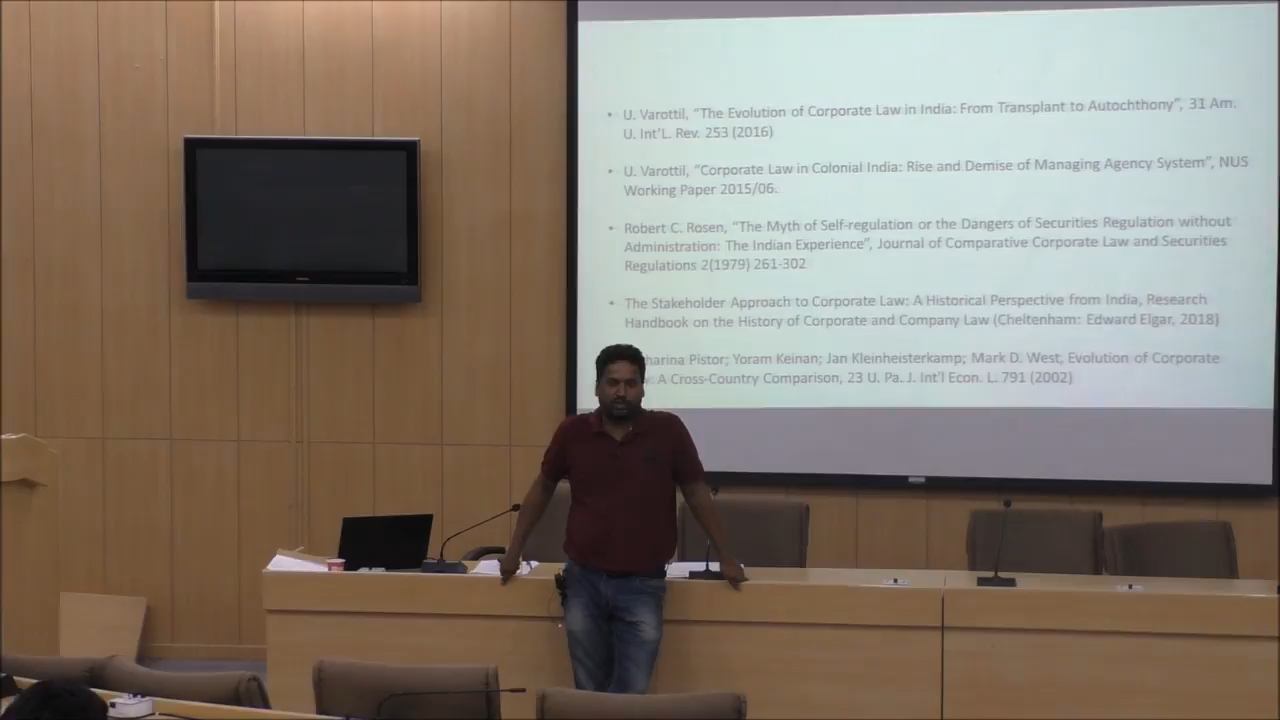 • U. Varottil, “The Evolution of Corporate Law in India: From Transplant to Autochthony”, 31 Am.
U. Int’L. Rev. 253 (2016)
• U. Varottil, “Corporate Law in Colonial India: Rise and Demise of Managing Agency System”, NUS
Working Paper 2015/06.
• Robert C. Rosen, “The Myth of Self-regulation or the Dangers of Securities Regulation without
Administration: The Indian Experience”, Journal of Comparative Corporate Law and Securities
Regulations 2(1979) 261-302
• The Stakeholder Approach to Corporate Law: A Historical Perspective from India, Research
Handbook on the History of Corporate and Company Law (Cheltenham: Edward Elgar, 2018)
Pistor; Yoram Keinan; Jan Kleinheisterkamp; Mark D. West, Evolution of Corporate
A Cross-Country Comparison, 23 U. Pa. J. Int’l Econ. L. 791 (2002)